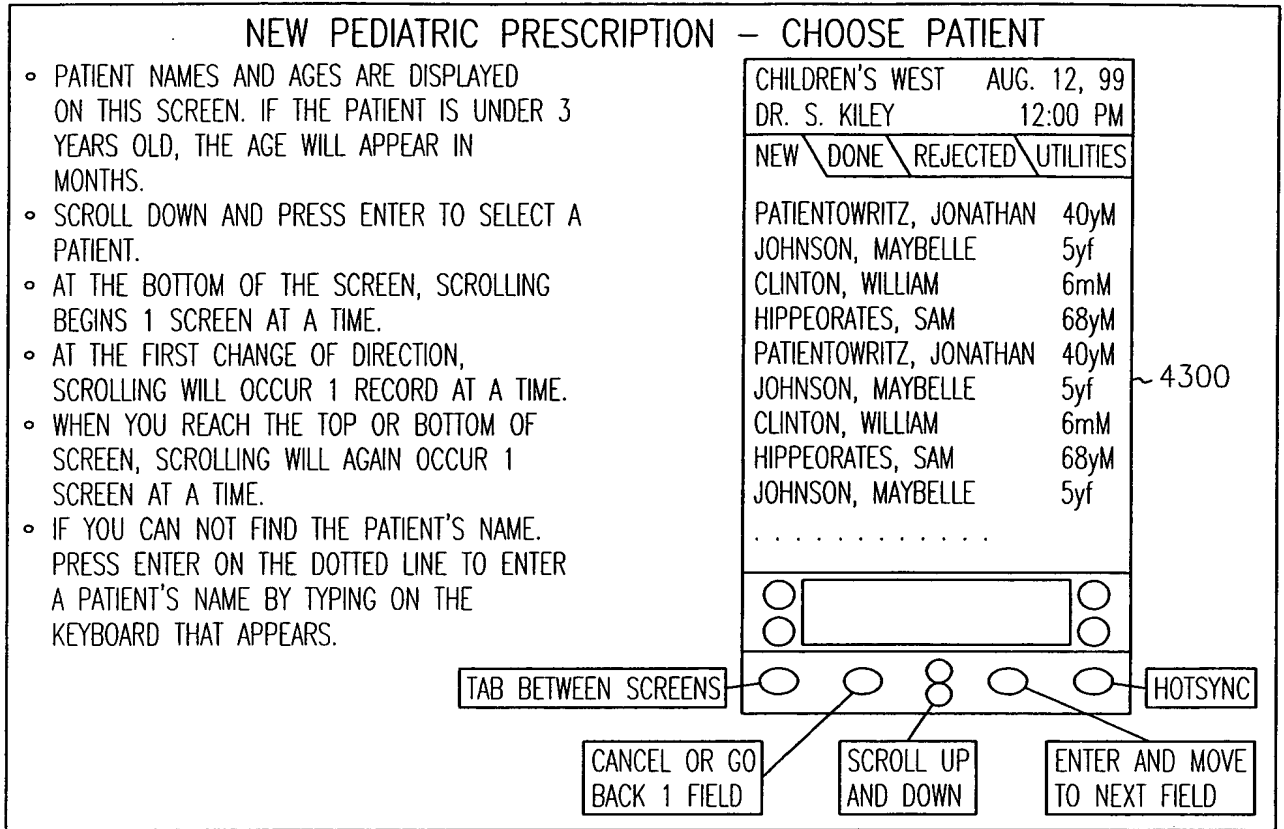 NEW PEDIATRIC PRESCRIPTION – CHOOSE PATIENT
∘ PATIENT NAMES AND AGES ARE DISPLAYED
ON THIS SCREEN. IF THE PATIENT IS UNDER 3
YEARS OLD, THE AGE WILL APPEAR IN
MONTHS.
∘ SCROLL DOWN AND PRESS ENTER TO SELECT A
PATIENT.
∘ AT THE BOTTOM OF THE SCREEN, SCROLLING
BEGINS 1 SCREEN AT A TIME.
∘ AT THE FIRST CHANGE OF DIRECTION,
SCROLLING WILL OCCUR 1 RECORD AT A TIME.
∘ WHEN YOU REACH THE TOP OR BOTTOM OF
SCREEN, SCROLLING WILL AGAIN OCCUR 1
SCREEN AT A TIME.
∘ IF YOU CAN NOT FIND THE PATIENT'S NAME.
PRESS ENTER ON THE DOTTED LINE TO ENTER
A PATIENT'S NAME BY TYPING ON THE
KEYBOARD THAT APPEARS.
CHILDREN'S WEST AUG. 12, 99
DR. S. KILEY 12:00 PM
NEW DONE REJECTED UTILITIES
PATIENTOWRITZ, JONATHAN 40yM
JOHNSON, MAYBELLE 5yf
CLINTON, WILLIAM 6mM
HIPPEORATES, SAM 68yM
PATIENTOWRITZ, JONATHAN 40yM
JOHNSON, MAYBELLE 5yf
CLINTON, WILLIAM 6mM
HIPPEORATES, SAM 68yM
JOHNSON, MAYBELLE 5yf
. . . . . . . . . . . . .
4300
TAB BETWEEN SCREENS
HOTSYNC
CANCEL OR GO
BACK 1 FIELD
SCROLL UP
AND DOWN
ENTER AND MOVE
TO NEXT FIELD